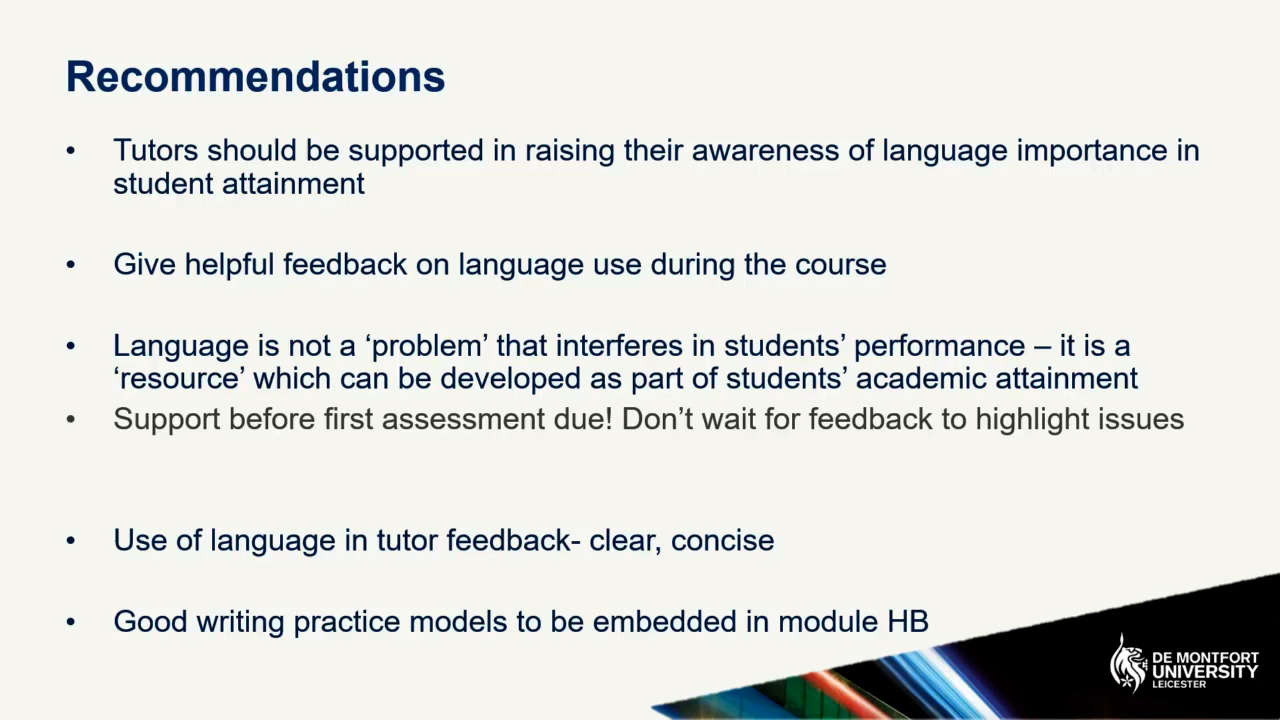 Recommendations
• Tutors should be supported in raising their awareness of language importance in
student attainment
• Give helpful feedback on language use during the course
• Language is not a ‘problem’ that interferes in students’ performance – it is a
‘resource’ which can be developed as part of students’ academic attainment
• Support before first assessment due! Don’t wait for feedback to highlight issues
• Use of language in tutor feedback- clear, concise
• Good writing practice models to be embedded in module HB
DE MONTFORT
UNIVERSITY
LEICESTER